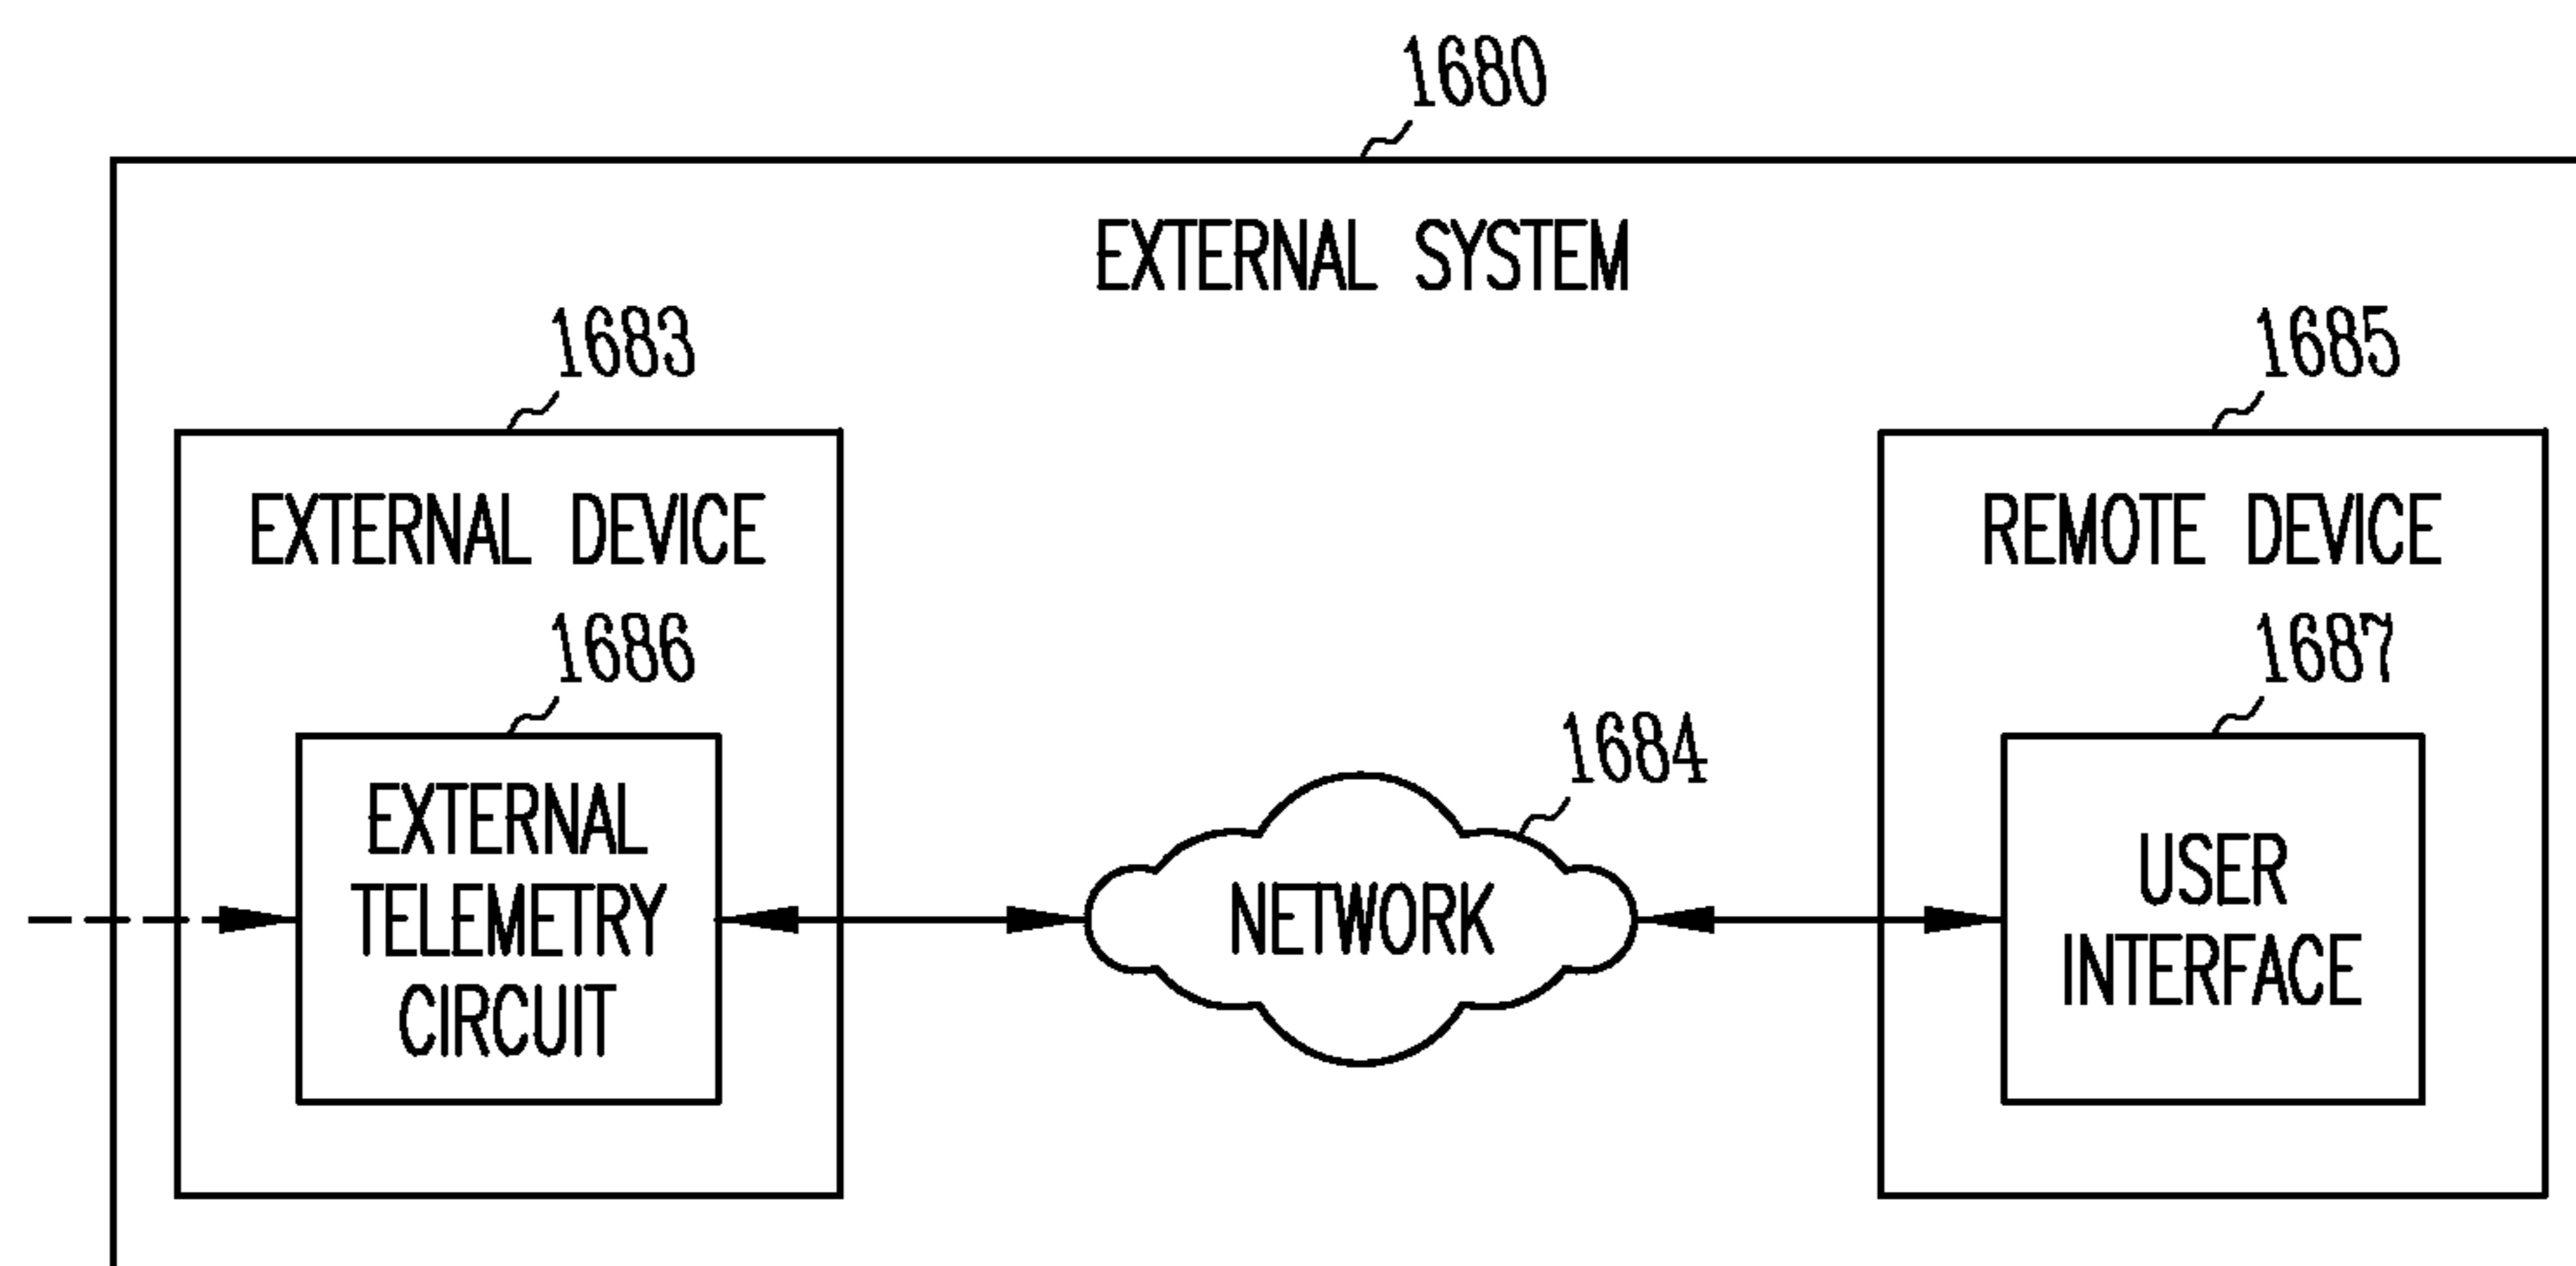 1680
EXTERNAL SYSTEM
1683
EXTERNAL DEVICE
1686
EXTERNAL
TELEMETRY
CIRCUIT
1684
NETWORK
1685
REMOTE DEVICE
1687
USER
INTERFACE